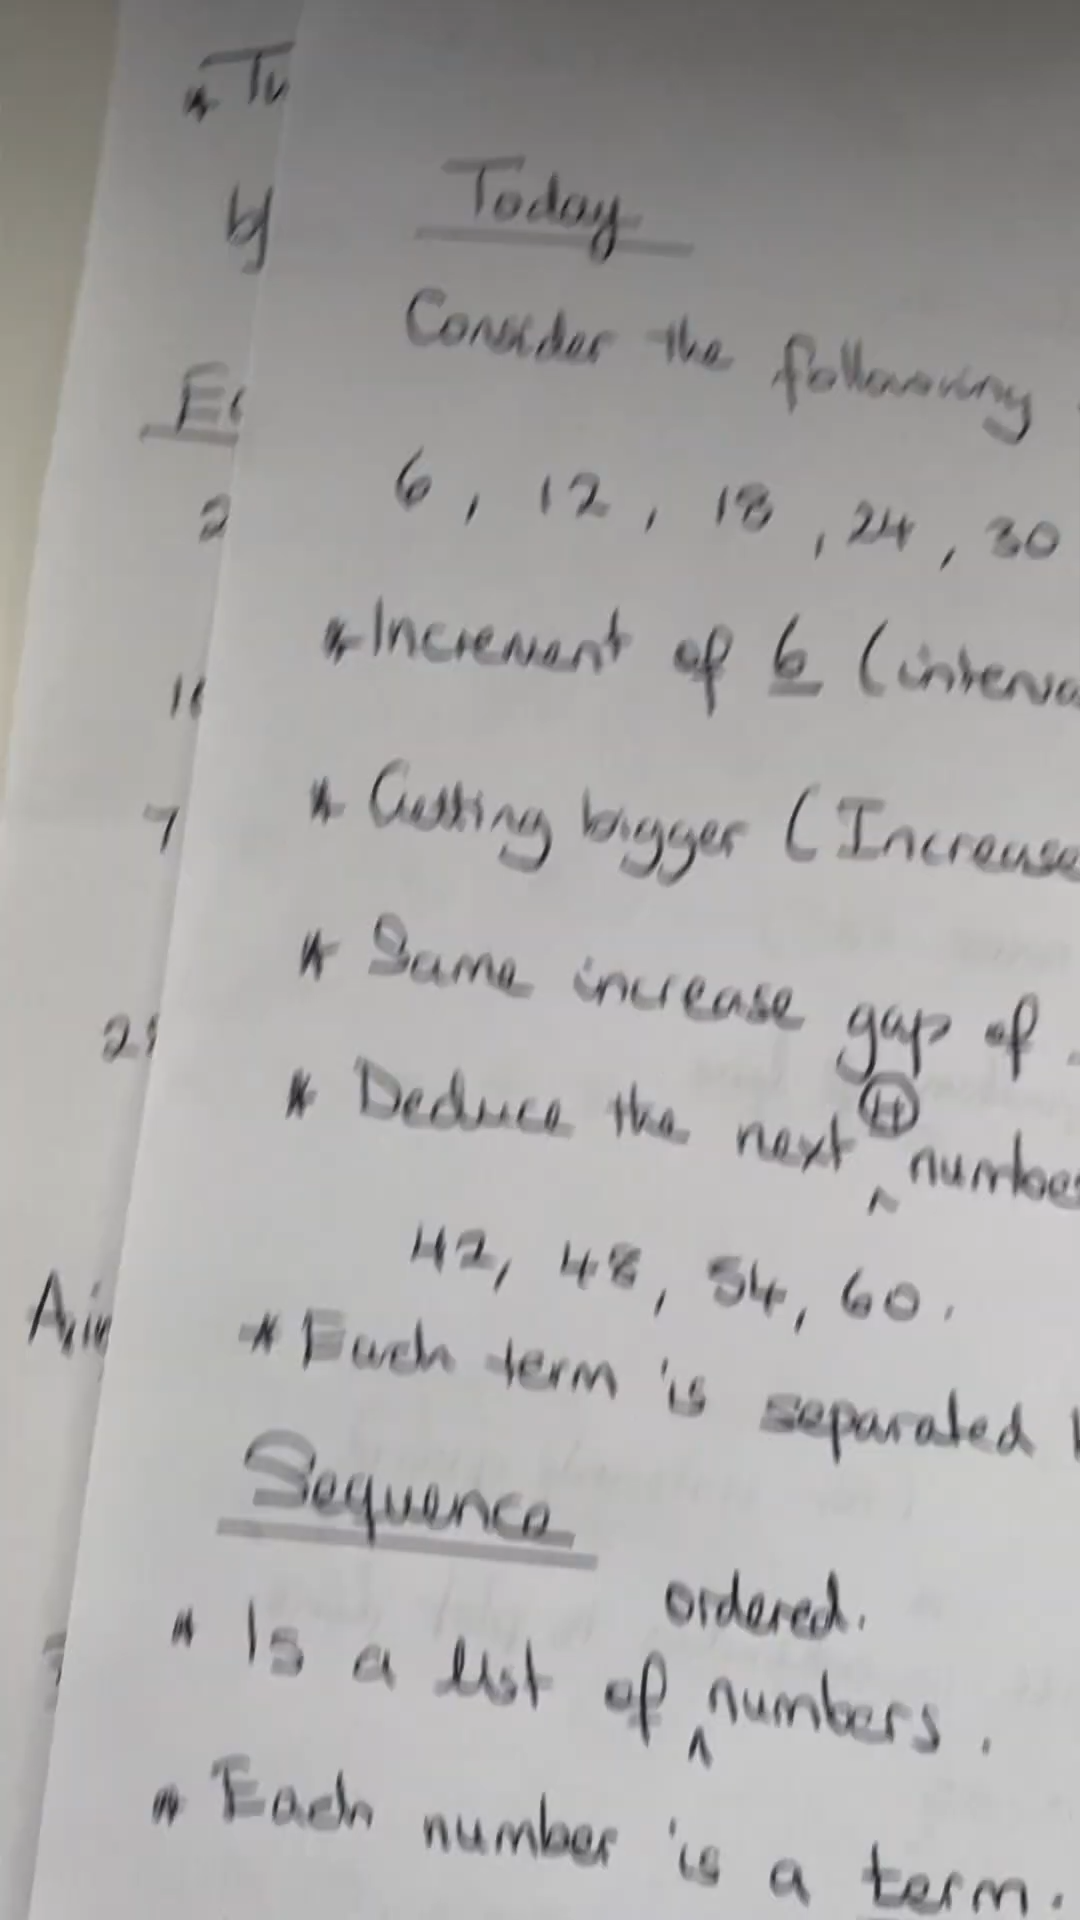 Today
Consider the following
6, 12, 18, 24, 30
* Increment of 6 (interva
* Getting bigger (Increase
* Same increase gap of
* Deduce the next ④ numbe
42, 48, 54, 60.
* Each term is separated
Sequence
* Is a list of ordered. numbers.
* Each number is a term.